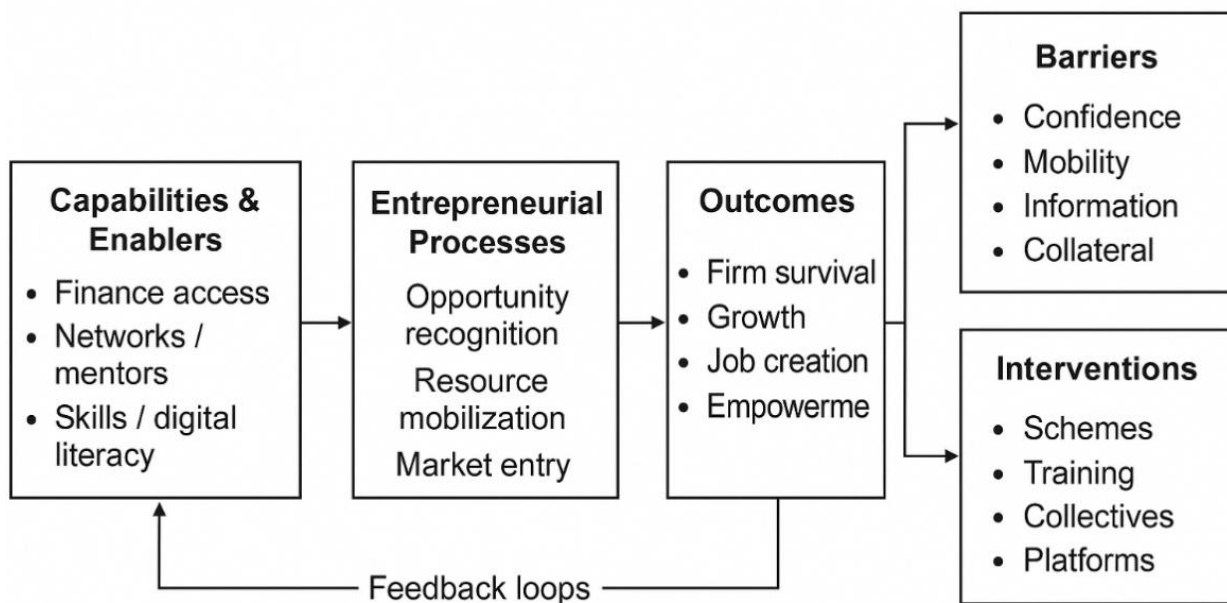 Capabilities &
Enablers
• Finance access
• Networks /
mentors
• Skills / digital
literacy
Entrepreneurial
Processes
Opportunity
recognition
Resource
mobilization
Market entry
Outcomes
• Firm survival
• Growth
• Job creation
• Empowerme
Barriers
• Confidence
• Mobility
• Information
• Collateral
Interventions
• Schemes
• Training
• Collectives
• Platforms
Feedback loops